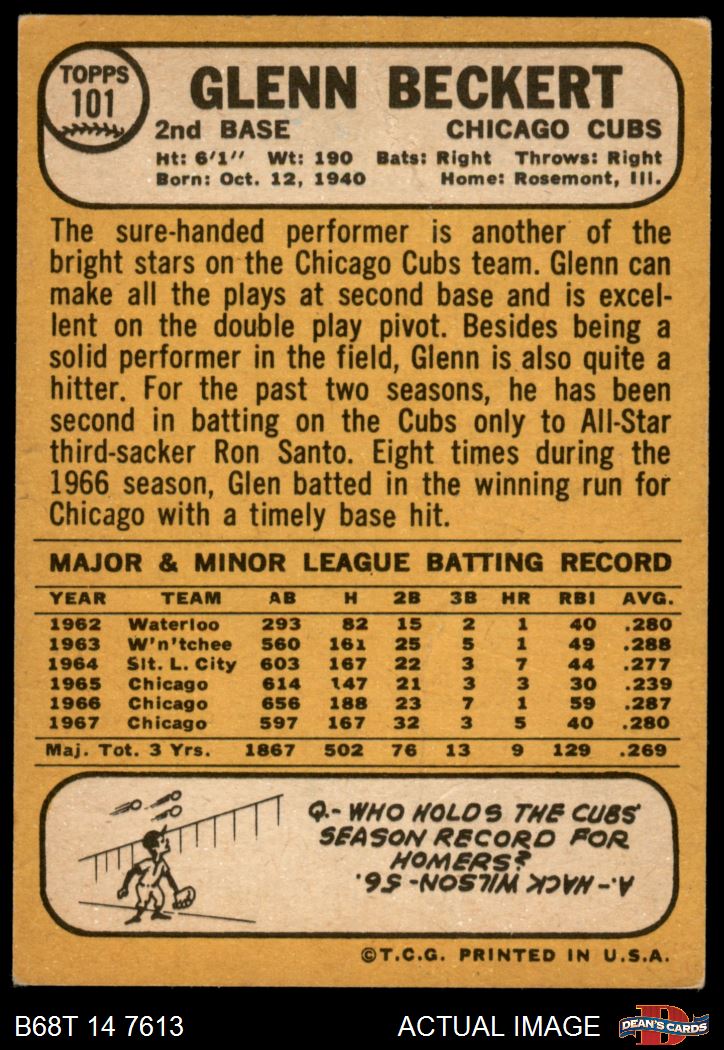 TOPPS
101
GLENN BECKERT
2nd BASE CHICAGO CUBS
Ht: 6'1" Wt: 190 Bats: Right Throws: Right
Born: Oct. 12, 1940 Home: Rosemont, Ill.
The sure-handed performer is another of the
bright stars on the Chicago Cubs team. Glenn can
make all the plays at second base and is excel-
lent on the double play pivot. Besides being a
solid performer in the field, Glenn is also quite a
hitter. For the past two seasons, he has been
second in batting on the Cubs only to All-Star
third-sacker Ron Santo. Eight times during the
1966 season, Glen batted in the winning run for
Chicago with a timely base hit.
MAJOR & MINOR LEAGUE BATTING RECORD
YEAR TEAM AB H 2B 3B HR RBI AVG.
1962 Waterloo 293 82 15 2 1 40 .280
1963 W'n'tchee 560 161 25 5 1 49 .288
1964 Slt. L. City 603 167 22 3 7 44 .277
1965 Chicago 614 147 21 3 3 30 .239
1966 Chicago 656 188 23 7 1 59 .287
1967 Chicago 597 167 32 3 5 40 .280
Maj. Tot. 3 Yrs. 1867 502 76 13 9 129 .269
Q.- WHO HOLDS THE CUBS'
SEASON RECORD FOR
HOMERS?
A.- HACK WILSON- 56.
©T.C.G. PRINTED IN U.S.A.
B68T 14 7613 ACTUAL IMAGE
D
DEAN'S CARDS